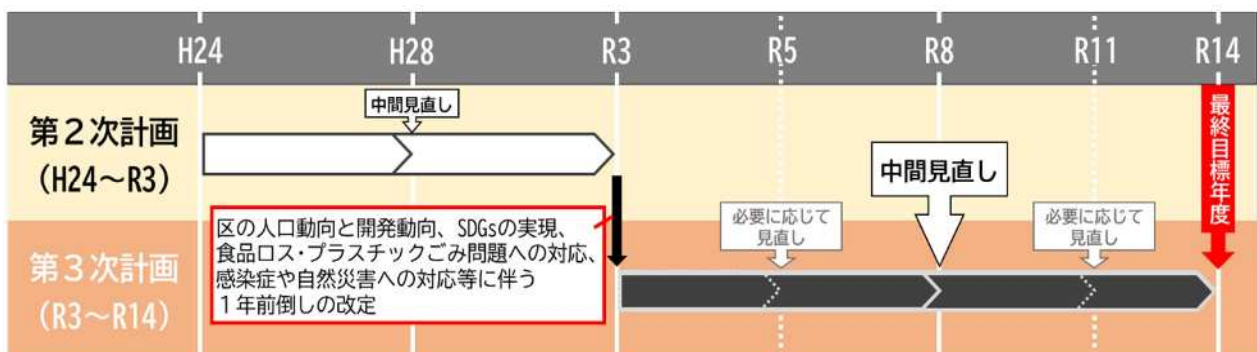 H24 H28 R3 R5 R8 R11 R14
第2次計画
(H24～R3)
中間見直し
中間見直し
最終目標年度
区の人口動向と開発動向、SDGsの実現、
食品ロス・プラスチックごみ問題への対応、
感染症や自然災害への対応等に伴う
1年前倒しの改定
第3次計画
(R3～R14)
必要に応じて
見直し
必要に応じて
見直し